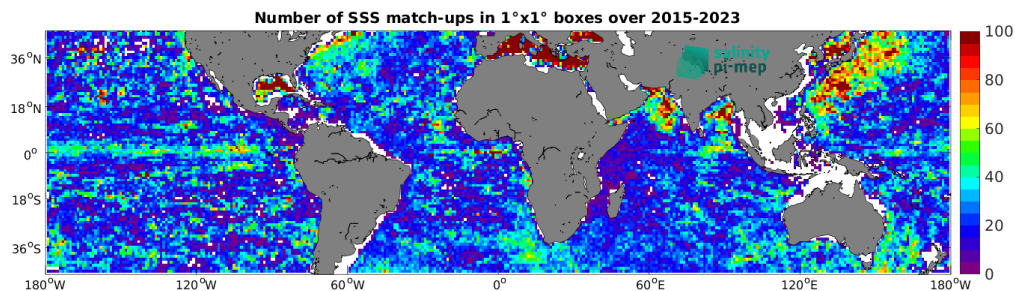 Number of SSS match-ups in 1°x1° boxes over 2015-2023
salinity
pi-mep
36°N
18°N
0°
18°S
36°S
180°W
120°W
60°W
0°
60°E
120°E
180°W
100
80
60
40
20
0